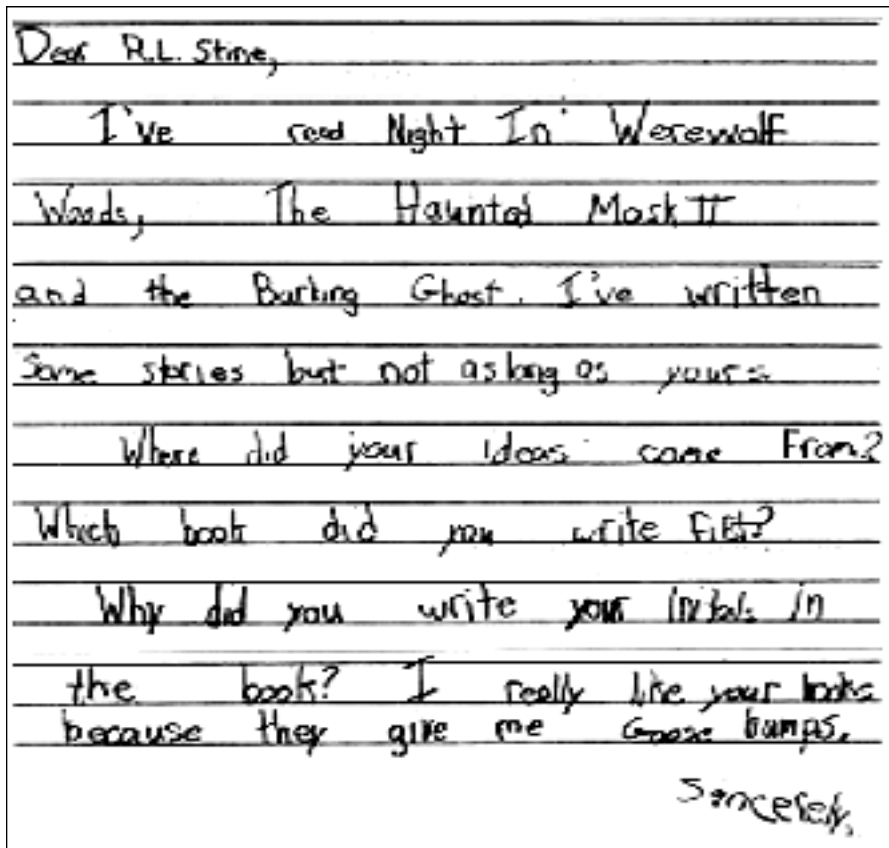 Dear R.L. Stine,
I've read Night In Werewolf
Woods, The Haunted Mask II
and the Barking Ghost. I've written
Some stories but not as long as yours.
Where did your ideas come From?
Which book did you write First?
Why did you write your initals in
the book? I really like your books
because they give me Goose bumps.
Sincerely,